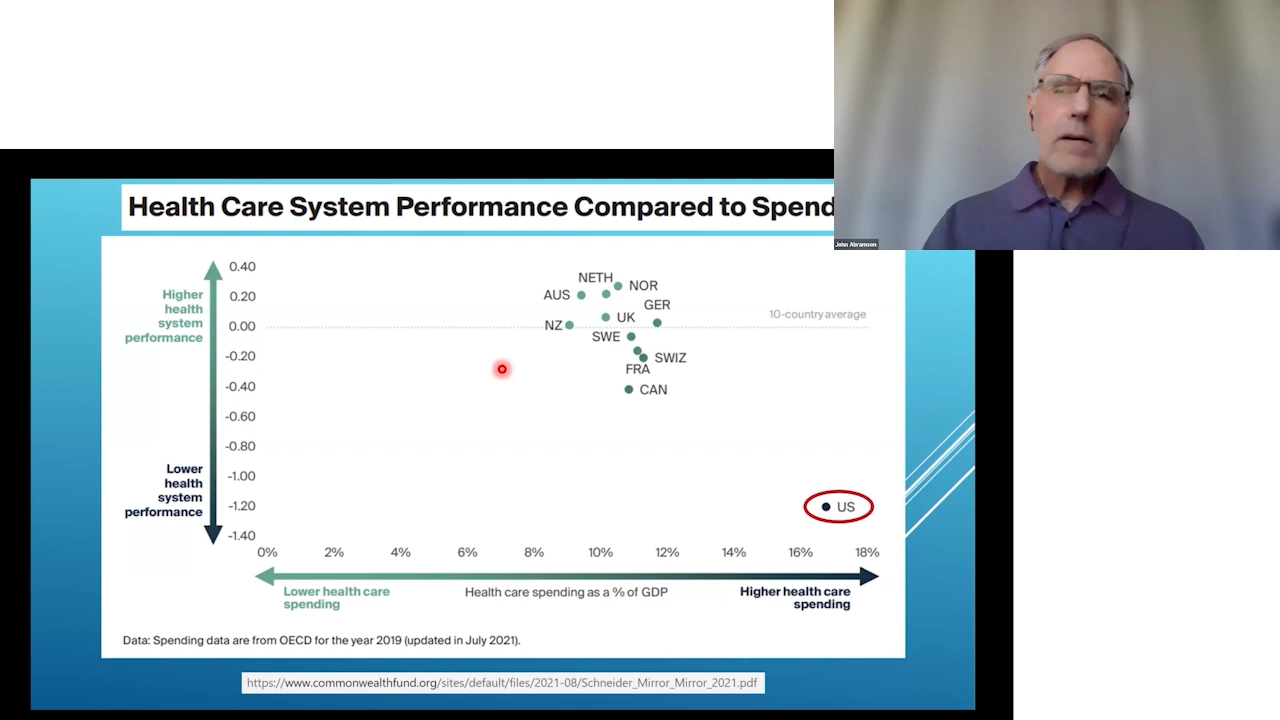 John Abramson
Health Care System Performance Compared to Spend
Higher
health
system
performance
Lower
health
system
performance
0.40
0.20
0.00
-0.20
-0.40
-0.60
-0.80
-1.00
-1.20
-1.40
NETH
NOR
AUS
GER
UK
NZ
SWE
SWIZ
FRA
CAN
10-country average
US
0% 2% 4% 6% 8% 10% 12% 14% 16% 18%
Lower health care
spending
Health care spending as a % of GDP
Higher health care
spending
Data: Spending data are from OECD for the year 2019 (updated in July 2021).
https://www.commonwealthfund.org/sites/default/files/2021-08/Schneider_Mirror_Mirror_2021.pdf